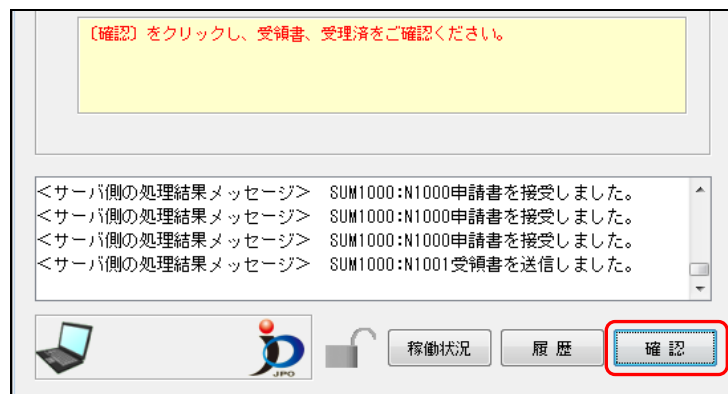 〔確認〕をクリックし、受領書、受理済をご確認ください。
＜サーバ側の処理結果メッセージ＞　SUM1000:N1000申請書を接受しました。
＜サーバ側の処理結果メッセージ＞　SUM1000:N1000申請書を接受しました。
＜サーバ側の処理結果メッセージ＞　SUM1000:N1000申請書を接受しました。
＜サーバ側の処理結果メッセージ＞　SUM1000:N1001受領書を送信しました。
JPO
稼働状況
履 歴
確 認